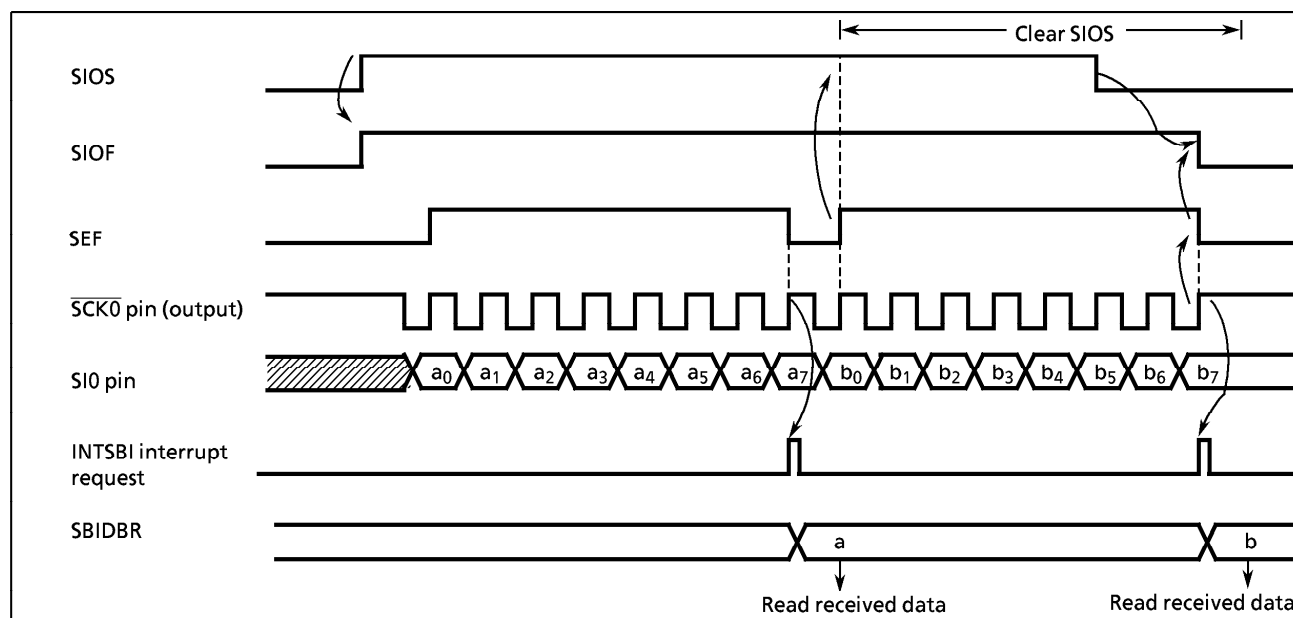 Clear SIOS
SIOS
SIOF
SEF
SCK0 pin (output)
SI0 pin
a0 a1 a2 a3 a4 a5 a6 a7 b0 b1 b2 b3 b4 b5 b6 b7
INTSBI interrupt
request
SBIDBR
a b
Read received data Read received data